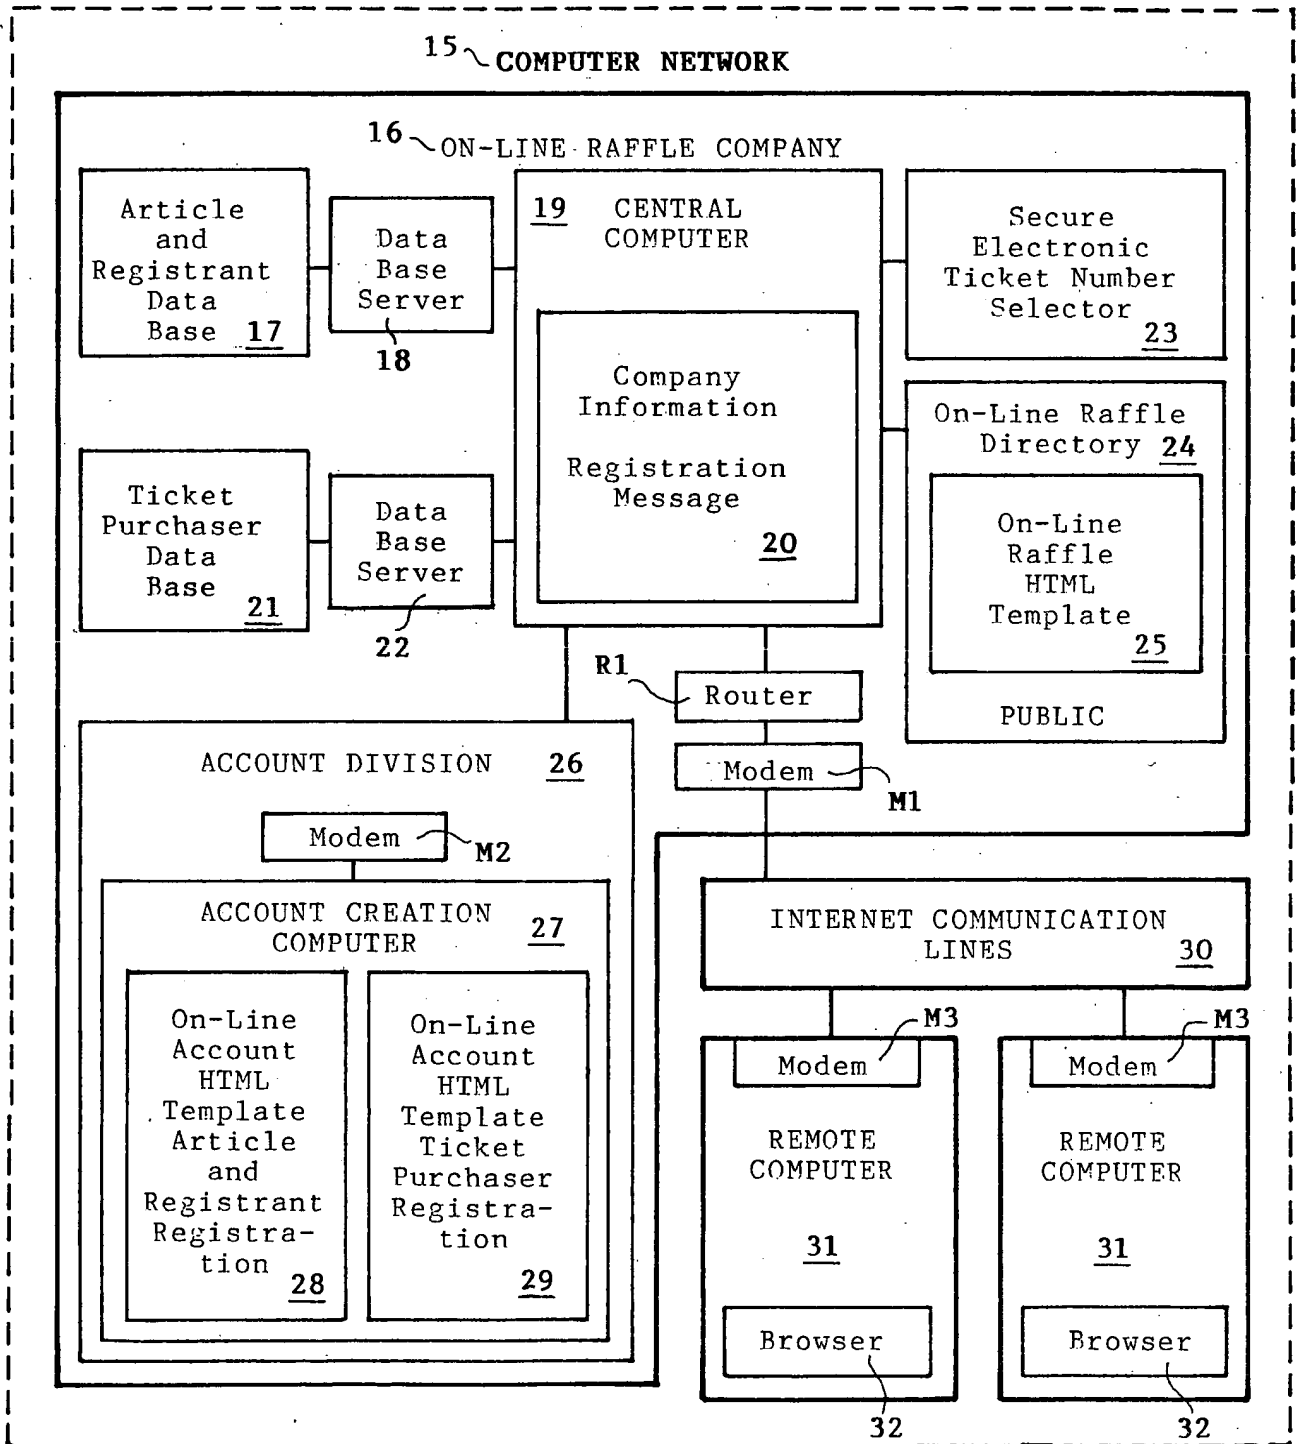 15 COMPUTER NETWORK
16 ON-LINE RAFFLE COMPANY
Article
and
Registrant
Data
Base 17
Data
Base
Server
18
19 CENTRAL
COMPUTER
Company
Information
Registration
Message
20
Secure
Electronic
Ticket Number
Selector
23
Ticket
Purchaser
Data
Base
21
Data
Base
Server
22
On-Line Raffle
Directory 24
On-Line
Raffle
HTML
Template
25
PUBLIC
R1
Router
Modem
M1
ACCOUNT DIVISION 26
Modem
M2
ACCOUNT CREATION
COMPUTER 27
On-Line
Account
HTML
Template
Article
and
Registrant
Registra-
tion
28
On-Line
Account
HTML
Template
Ticket
Purchaser
Registra-
tion
29
INTERNET COMMUNICATION
LINES 30
M3
Modem
REMOTE
COMPUTER
31
Browser
32
M3
Modem
REMOTE
COMPUTER
31
Browser
32